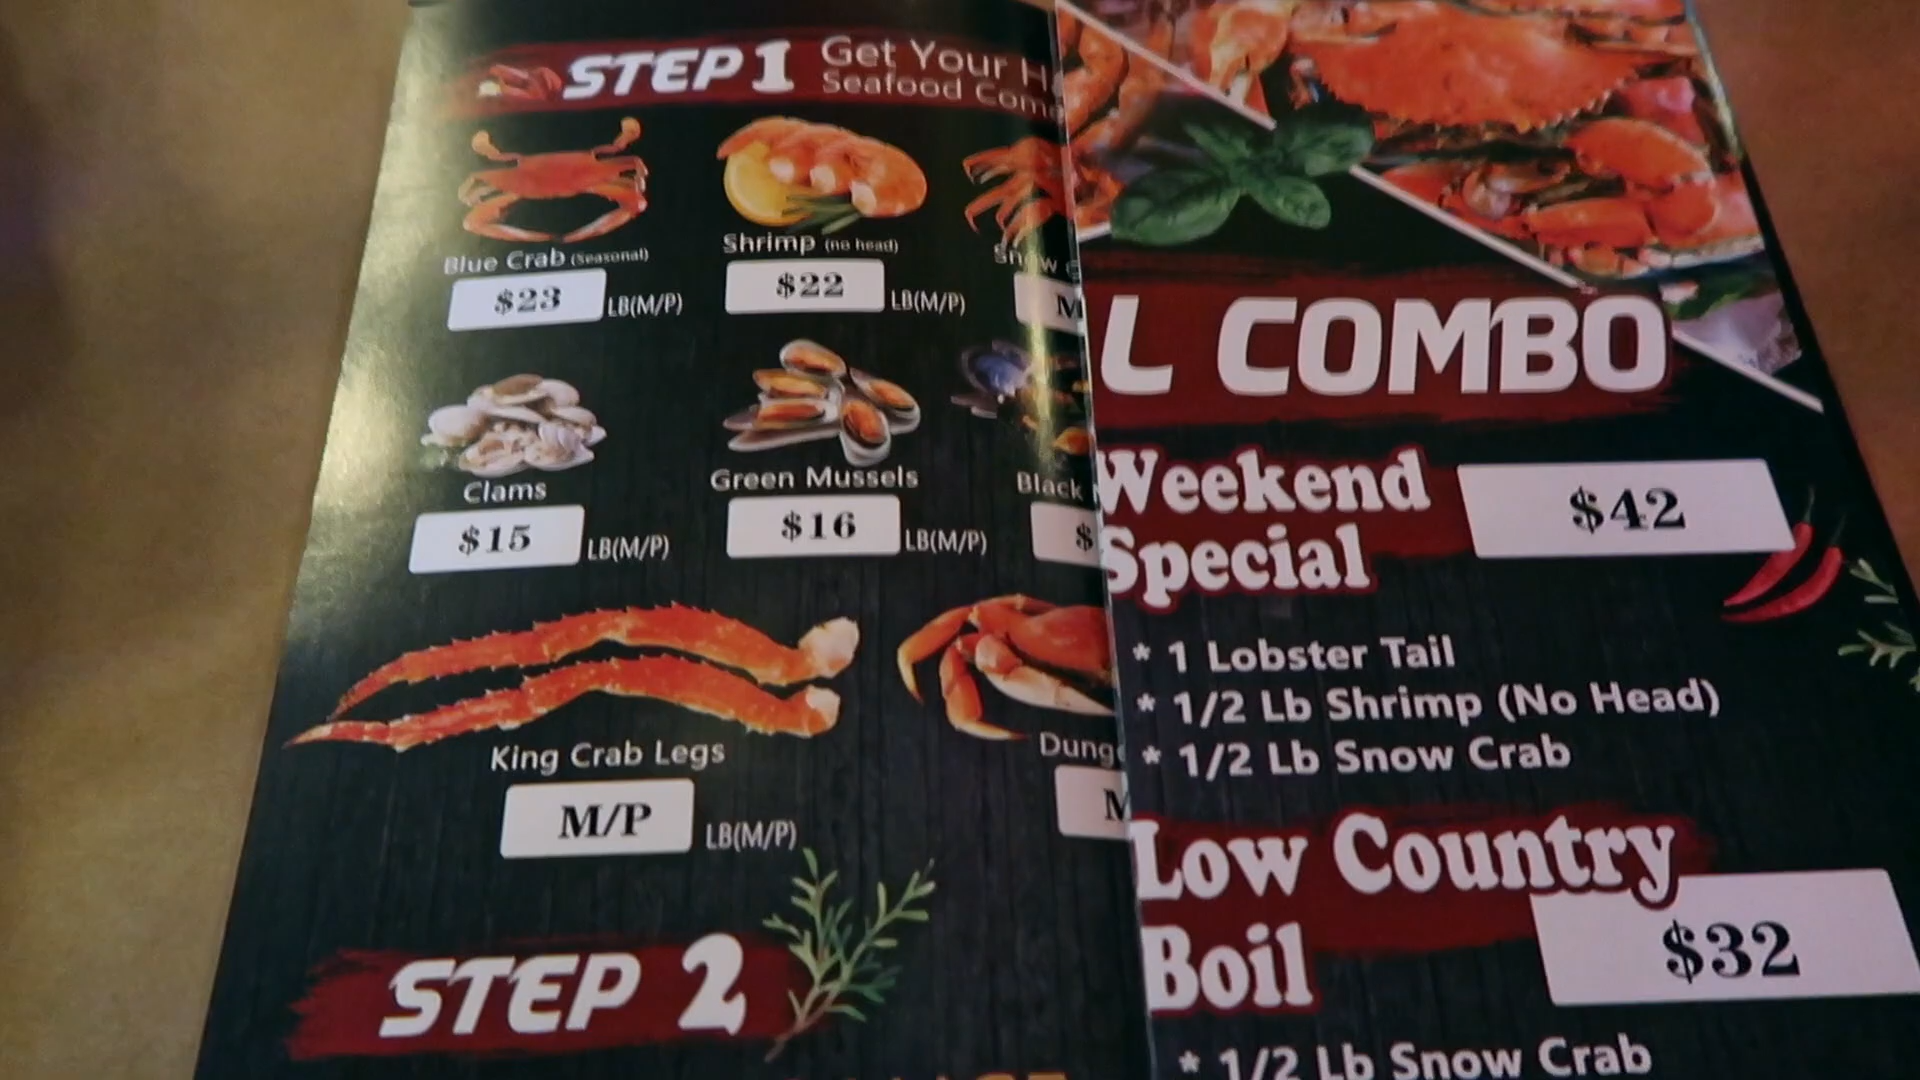 STEP 1
Get Your
Seafood
Blue Crab (Seasonal)
$23 LB(M/P)
Shrimp (no head)
$22 LB(M/P)
Snow
Clams
$15 LB(M/P)
Green Mussels
$16 LB(M/P)
Black
$
King Crab Legs
M/P LB(M/P)
STEP 2
L COMBO
Weekend
Special
$42
* 1 Lobster Tail
* 1/2 Lb Shrimp (No Head)
* 1/2 Lb Snow Crab
Low Country
Boil
$32
* 1/2 Lb Snow Crab